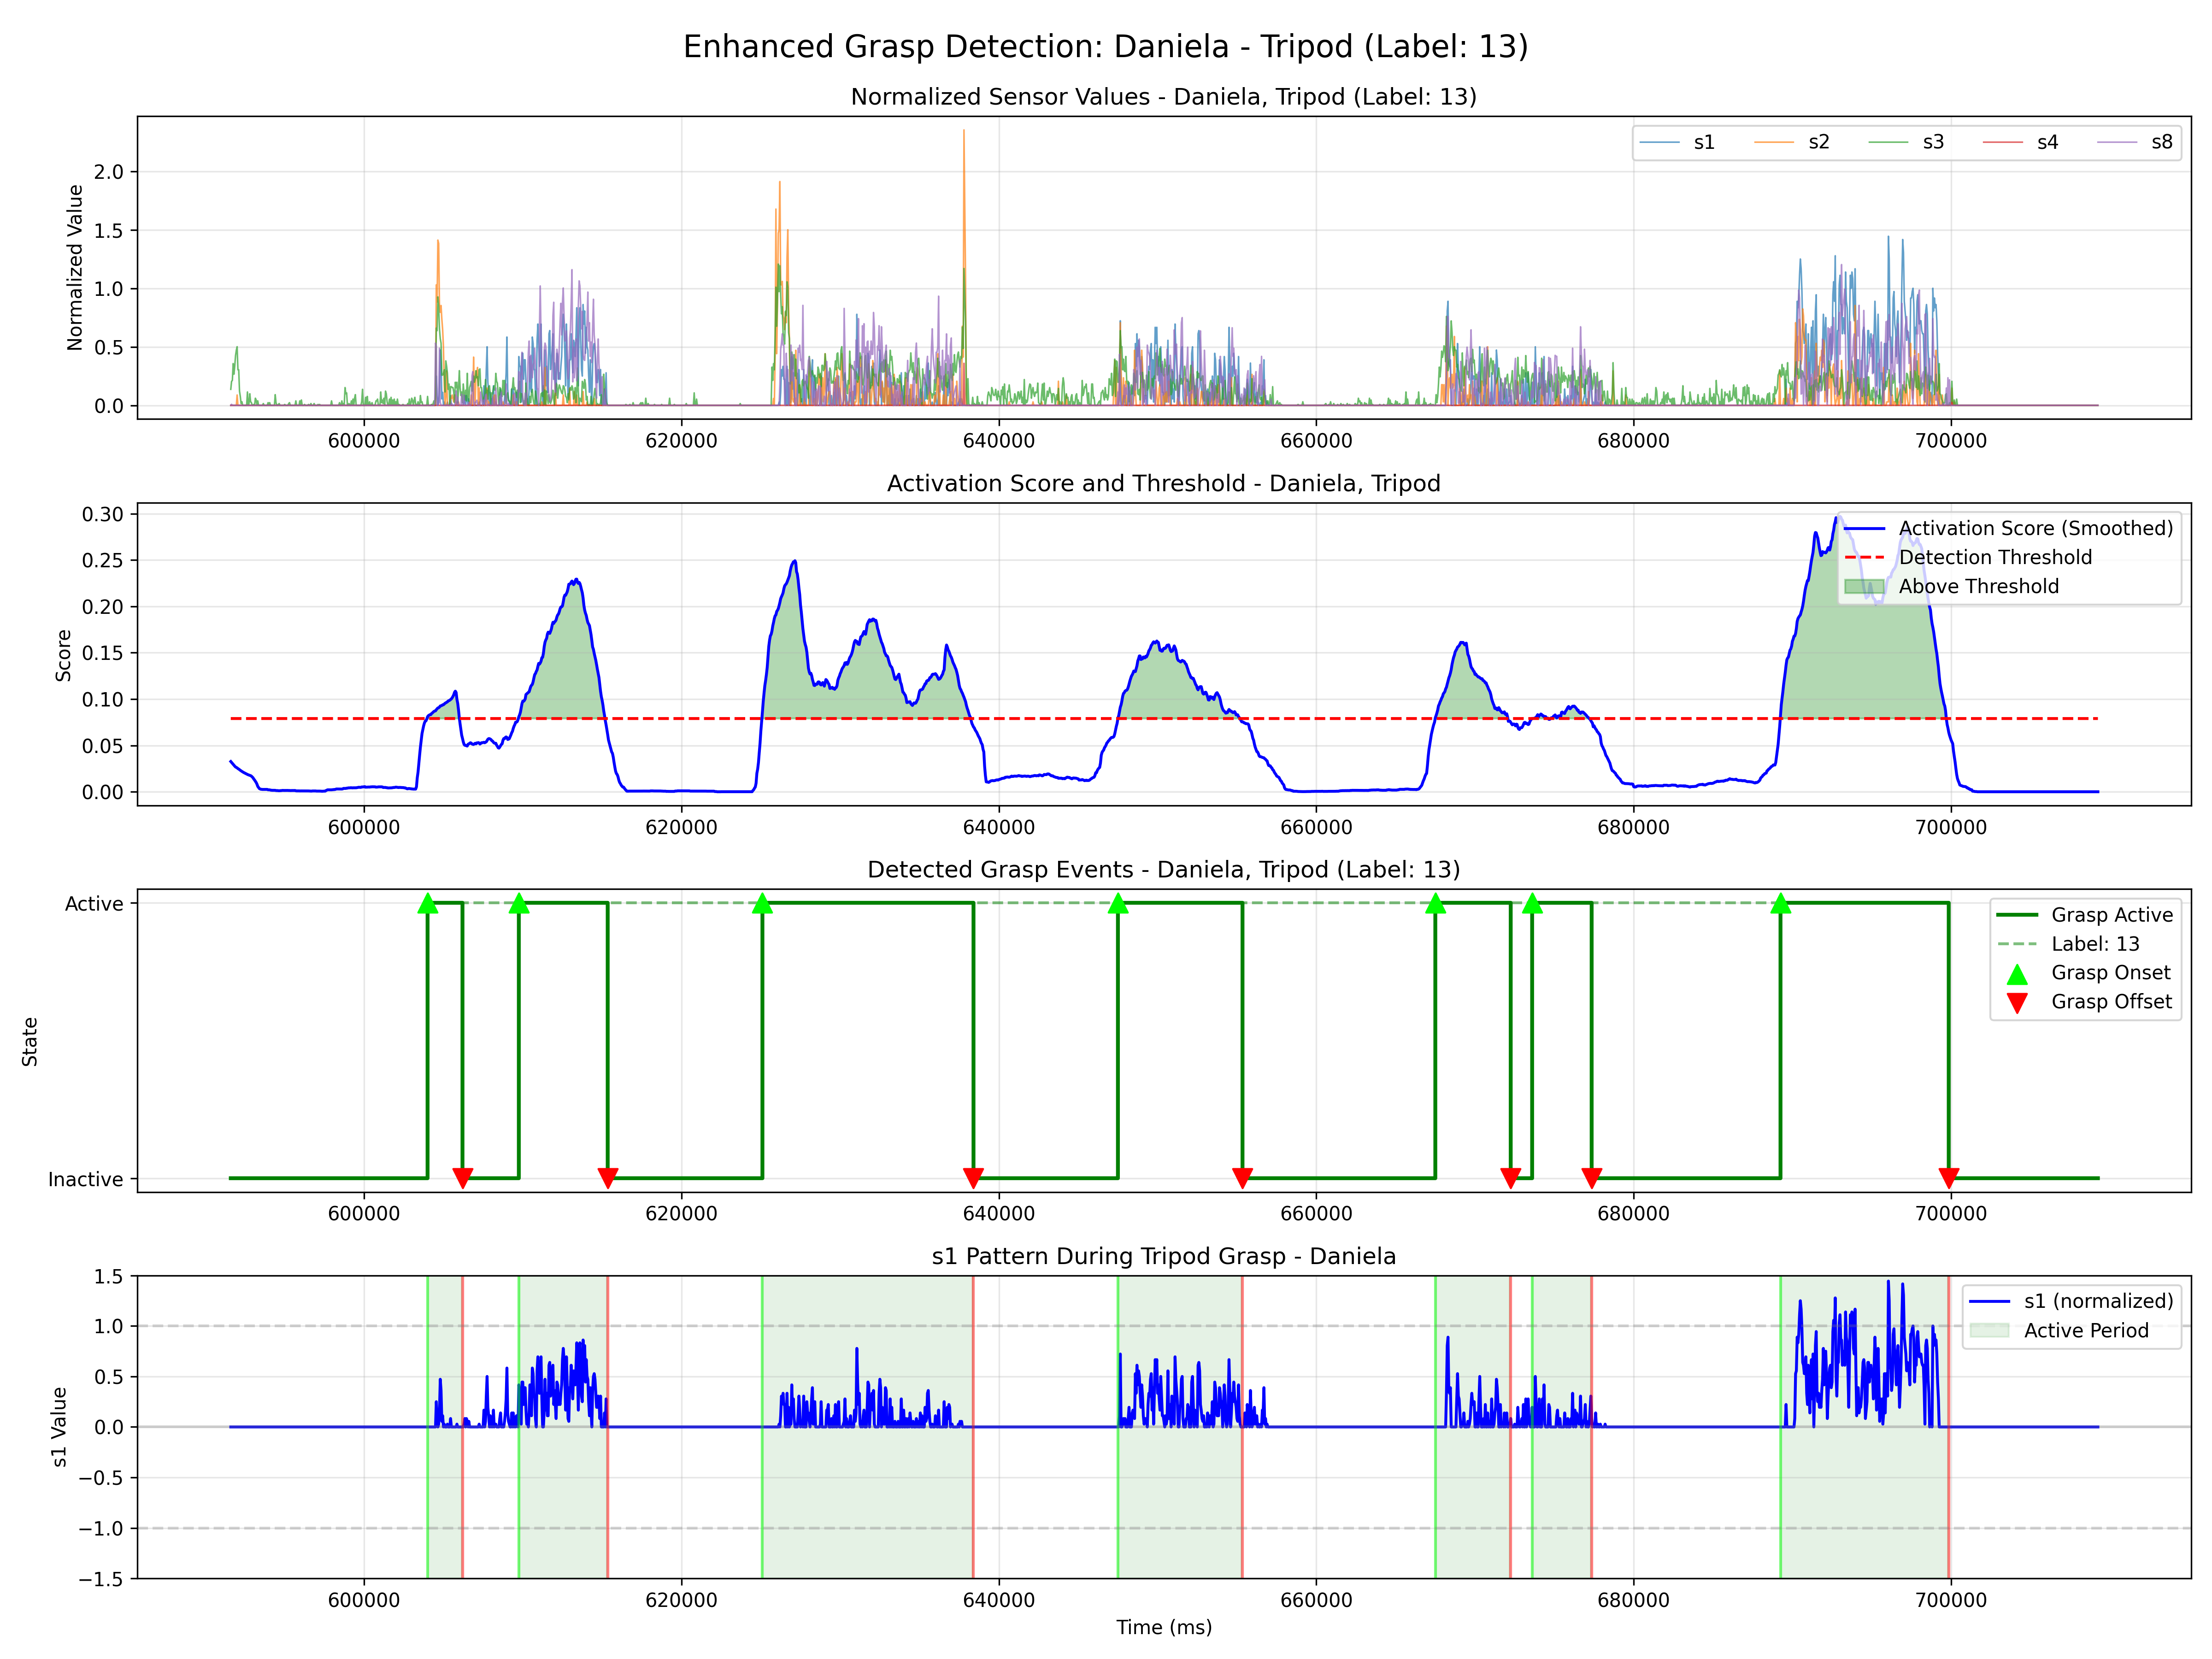 Enhanced Grasp Detection: Daniela - Tripod (Label: 13)
Normalized Sensor Values - Daniela, Tripod (Label: 13)
Normalized Value
2.0
1.5
1.0
0.5
0.0
s1 s2 s3 s4 s8
600000 620000 640000 660000 680000 700000
Activation Score and Threshold - Daniela, Tripod
Score
0.30
0.25
0.20
0.15
0.10
0.05
0.00
Activation Score (Smoothed)
Detection Threshold
Above Threshold
600000 620000 640000 660000 680000 700000
Detected Grasp Events - Daniela, Tripod (Label: 13)
State
Active
Inactive
Grasp Active
Label: 13
Grasp Onset
Grasp Offset
600000 620000 640000 660000 680000 700000
s1 Pattern During Tripod Grasp - Daniela
s1 Value
1.5
1.0
0.5
0.0
−0.5
−1.0
−1.5
s1 (normalized)
Active Period
600000 620000 640000 660000 680000 700000
Time (ms)